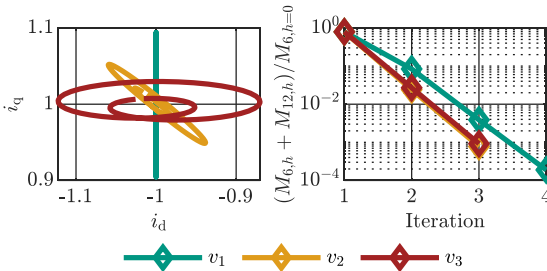 1.1
1
0.9
i_q
-1.1
-1
-0.9
i_d
(M_{6,h} + M_{12,h})/M_{6,h=0}
10^0
10^{-2}
10^{-4}
1
2
3
4
Iteration
v_1
v_2
v_3